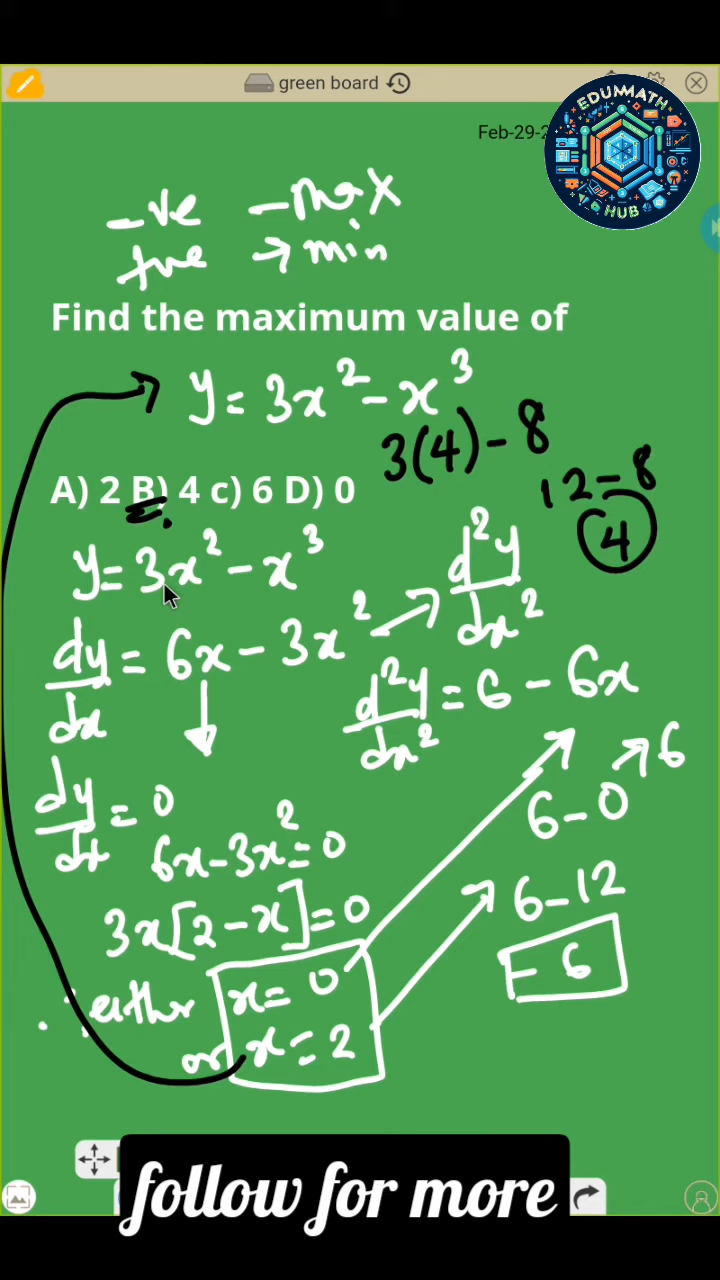 green board
Feb-29-2
EDUMMATH
HUB
-ve -max
+ve → min
Find the maximum value of
y = 3x² - x³
3(4) - 8
12 - 8
4
A) 2 B) 4 c) 6 D) 0
y = 3x² - x³
dy/dx = 6x - 3x² → d²y/dx²
d²y/dx² = 6 - 6x
dy/dx = 0
6x - 3x² = 0
3x[2 - x] = 0
∴ either x = 0
or x = 2
6 - 0 → 6
6 - 12
- 6
follow for more